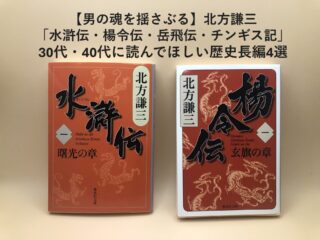 【男の魂を揺さぶる】北方謙三
「水滸伝・楊令伝・岳飛伝・チンギス記」
30代・40代に読んでほしい歴史長編4選
北方謙三
水滸伝
一
曙光の章
北方謙三
楊令伝
一
玄旗の章